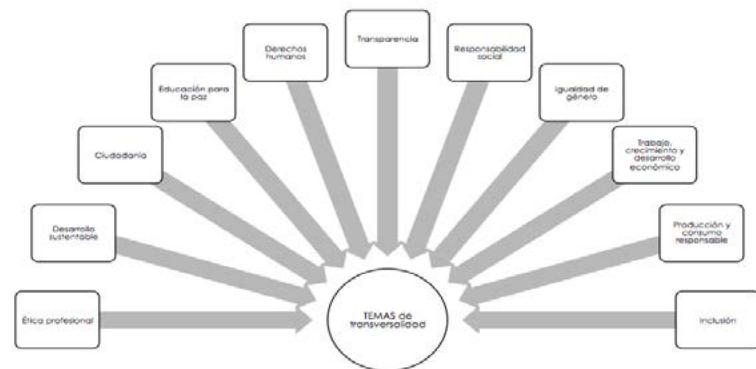 Transparencia
Derechos
humanos
Responsabilidad
social
Educación para
la paz
Igualdad de
género
Ciudadanía
Trabajo,
crecimiento y
desarrollo
económico
Desarrollo
sustentable
Producción y
consumo
responsable
Ética profesional
TEMAS de
transversalidad
Inclusión